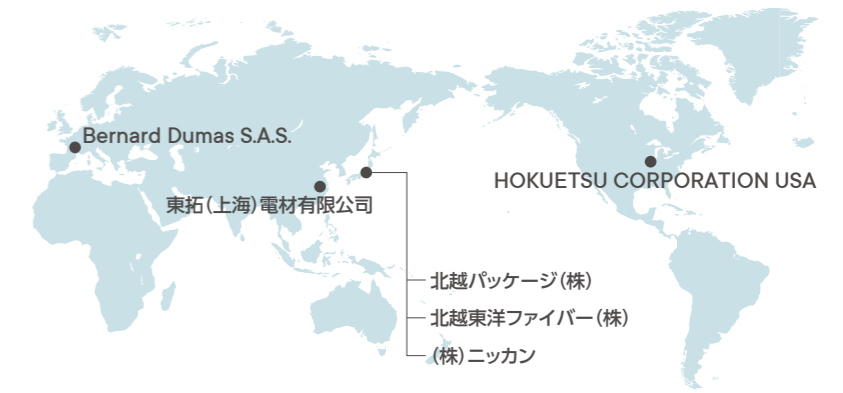 Bernard Dumas S.A.S.
HOKUETSU CORPORATION USA
東拓（上海）電材有限公司
北越パッケージ（株）
北越東洋ファイバー（株）
（株）ニッカン